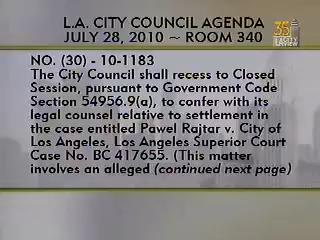 L.A. CITY COUNCIL AGENDA
JULY 28, 2010 ~ ROOM 340
35
LA CITYVIEW
NO. (30) - 10-1183
The City Council shall recess to Closed
Session, pursuant to Government Code
Section 54956.9(a), to confer with its
legal counsel relative to settlement in
the case entitled Pawel Rajtar v. City of
Los Angeles, Los Angeles Superior Court
Case No. BC 417655. (This matter
involves an alleged (continued next page)